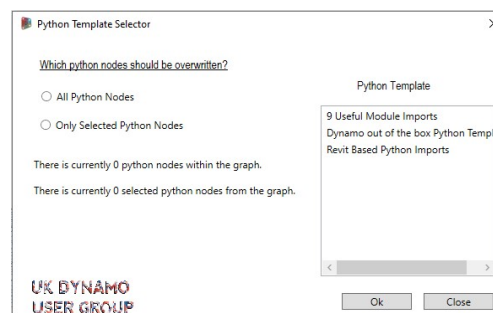 Python Template Selector
Which python nodes should be overwritten?
All Python Nodes
Only Selected Python Nodes
There is currently 0 python nodes within the graph.
There is currently 0 selected python nodes from the graph.
Python Template
9 Useful Module Imports
Dynamo out of the box Python Templ
Revit Based Python Imports
UK DYNAMO
USER GROUP
Ok
Close